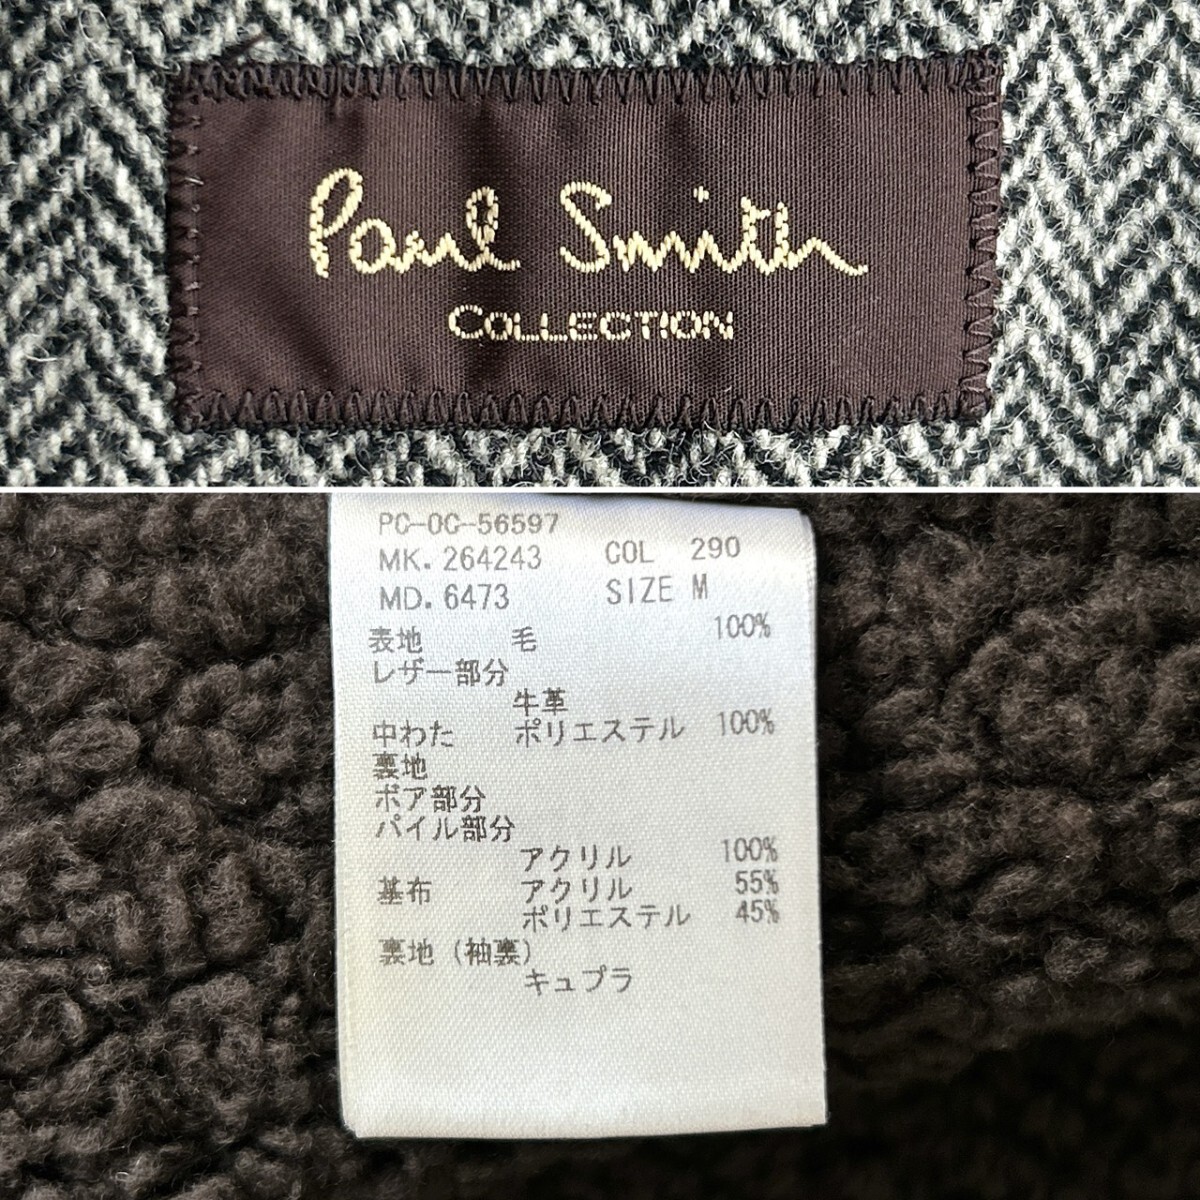 Paul Smith
COLLECTION
PC-OC-56597
MK. 264243 COL 290
MD. 6473 SIZE M
表地 毛 100%
レザー部分
牛革
中わた ポリエステル 100%
裏地
ボア部分
パイル部分
アクリル 100%
基布 アクリル 55%
ポリエステル 45%
裏地（袖裏）
キュプラ